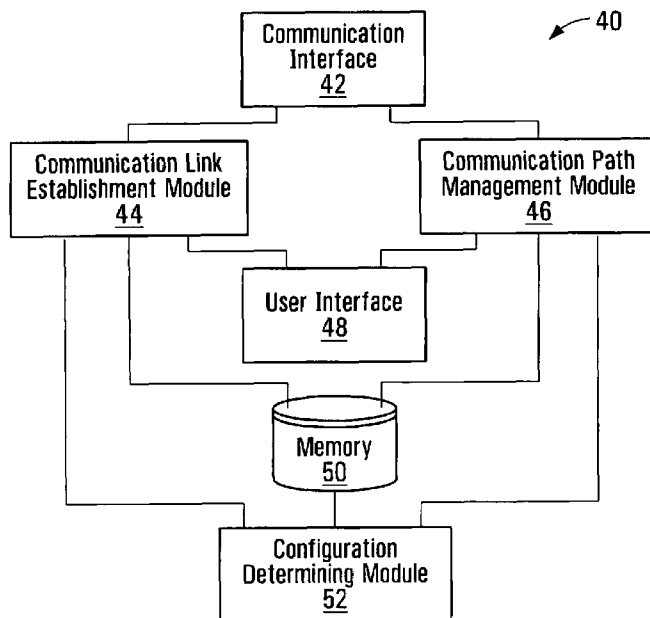 40
Communication
Interface
42
Communication Link
Establishment Module
44
Communication Path
Management Module
46
User Interface
48
Memory
50
Configuration
Determining Module
52